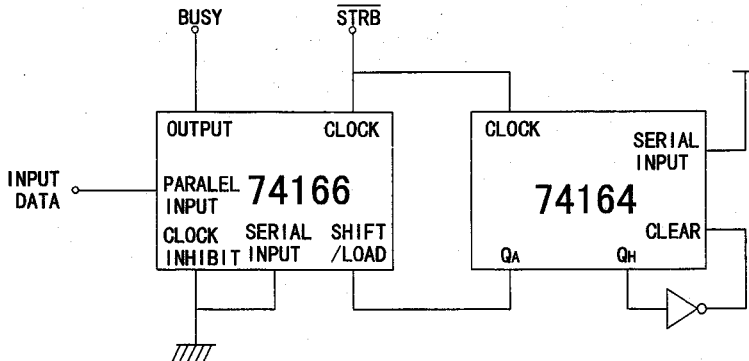 BUSY
STRB
OUTPUT
CLOCK
CLOCK
SERIAL
INPUT
INPUT
DATA
PARALEL
INPUT
74166
74164
CLEAR
CLOCK
INHIBIT
SERIAL
INPUT
SHIFT
/LOAD
QA
QH